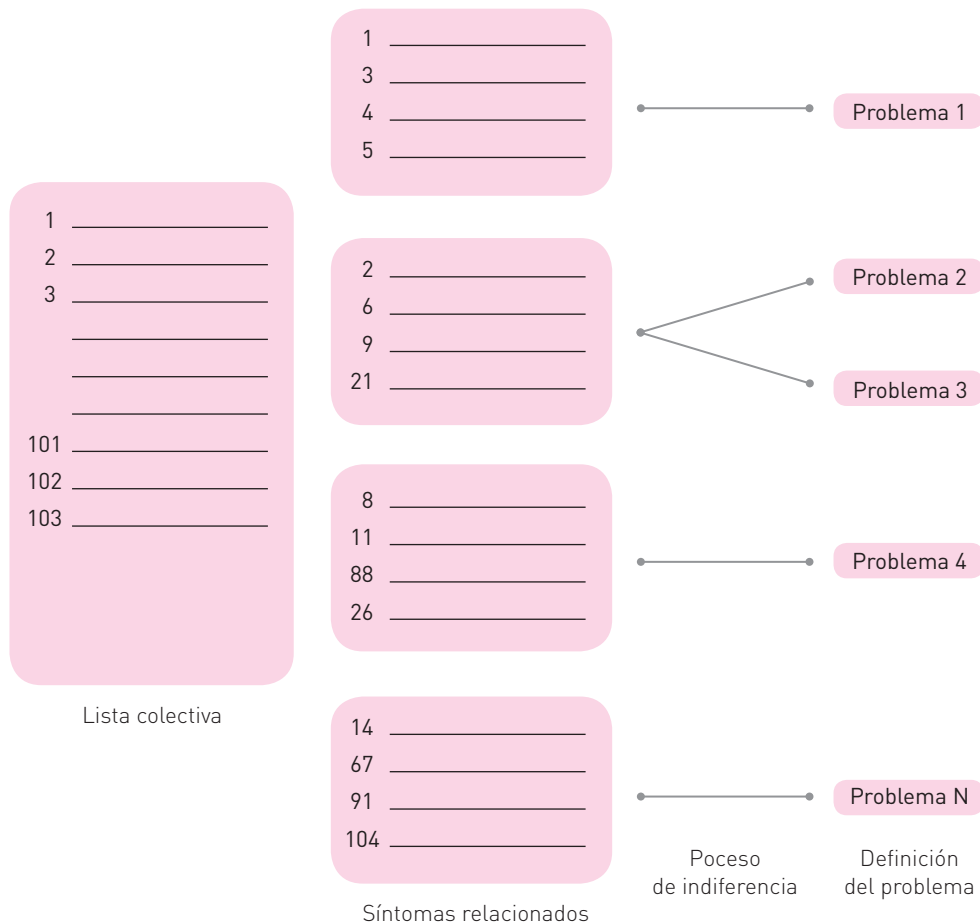 1
2
3
101
102
103
Lista colectiva
1
3
4
5
2
6
9
21
8
11
88
26
14
67
91
104
Síntomas relacionados
Poceso
de indiferencia
Problema 1
Problema 2
Problema 3
Problema 4
Problema N
Definición
del problema